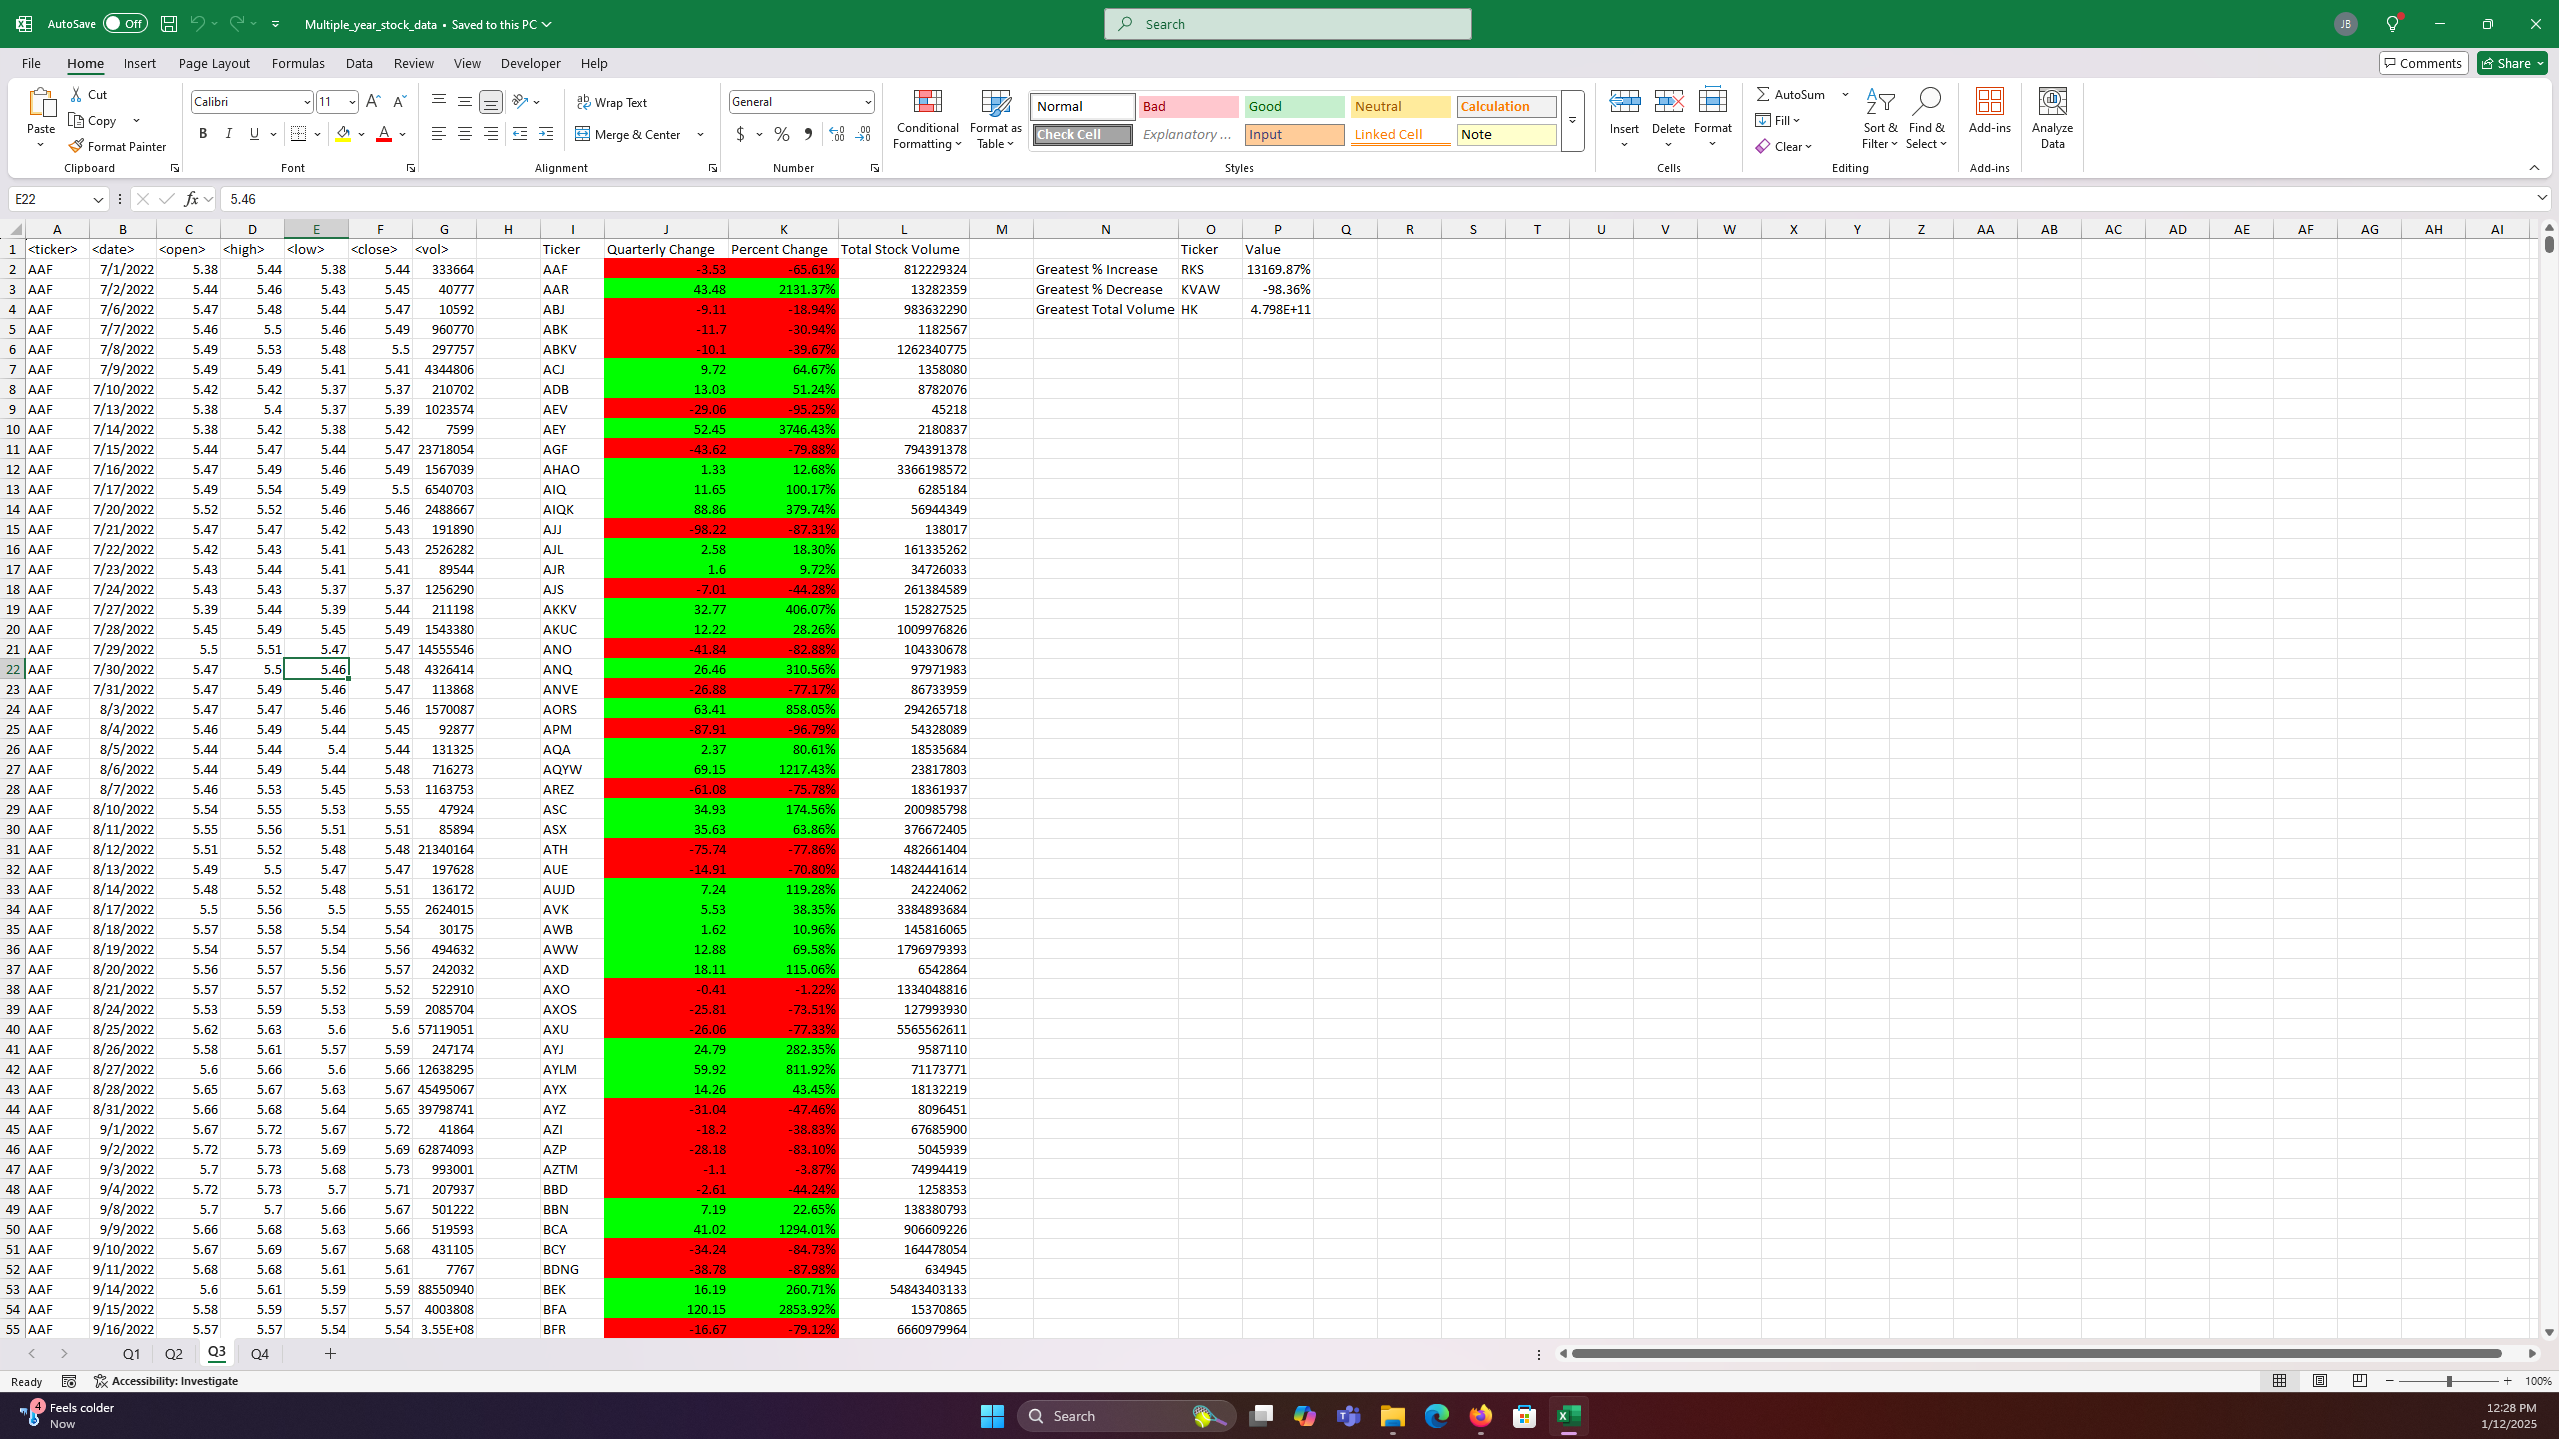 AutoSave Off Multiple_year_stock_data • Saved to this PC Search JB
File Home Insert Page Layout Formulas Data Review View Developer Help Comments Share
Cut Calibri 11 Wrap Text General Normal Bad Good Neutral Calculation AutoSum
Paste Copy B I U Merge & Center $ % Conditional Formatting Format as Table Check Cell Explanatory ... Input Linked Cell Note Insert Delete Format Fill Sort & Filter Find & Select Add-ins Analyze Data
Format Painter Clear
Clipboard Font Alignment Number Styles Cells Editing Add-ins
E22 fx 5.46
A B C D E F G H I J K L M N O P Q R S T U V W X Y Z AA AB AC AD AE AF AG AH AI
1 <ticker> <date> <open> <high> <low> <close> <vol> Ticker Quarterly Change Percent Change Total Stock Volume Ticker Value
2 AAF 7/1/2022 5.38 5.44 5.38 5.44 333664 AAF -3.53 -65.61% 812229324 Greatest % Increase RKS 13169.87%
3 AAF 7/2/2022 5.44 5.46 5.43 5.45 40777 AAR 43.48 2131.37% 13282359 Greatest % Decrease KVAW -98.36%
4 AAF 7/6/2022 5.47 5.48 5.44 5.47 10592 ABJ -9.11 -18.94% 983632290 Greatest Total Volume HK 4.798E+11
5 AAF 7/7/2022 5.46 5.5 5.46 5.49 960770 ABK -11.7 -30.94% 1182567
6 AAF 7/8/2022 5.49 5.53 5.48 5.5 297757 ABKV -10.1 -39.67% 1262340775
7 AAF 7/9/2022 5.49 5.49 5.41 5.41 4344806 ACJ 9.72 64.67% 1358080
8 AAF 7/10/2022 5.42 5.42 5.37 5.37 210702 ADB 13.03 51.24% 8782076
9 AAF 7/13/2022 5.38 5.4 5.37 5.39 1023574 AEV -29.06 -95.25% 45218
10 AAF 7/14/2022 5.38 5.42 5.38 5.42 7599 AEY 52.45 3746.43% 2180837
11 AAF 7/15/2022 5.44 5.47 5.44 5.47 23718054 AGF -43.62 -79.88% 794391378
12 AAF 7/16/2022 5.47 5.49 5.46 5.49 1567039 AHAO 1.33 12.68% 3366198572
13 AAF 7/17/2022 5.49 5.54 5.49 5.5 6540703 AIQ 11.65 100.17% 6285184
14 AAF 7/20/2022 5.52 5.52 5.46 5.46 2488667 AIQK 88.86 379.74% 56944349
15 AAF 7/21/2022 5.47 5.47 5.42 5.43 191890 AJJ -98.22 -87.31% 138017
16 AAF 7/22/2022 5.42 5.43 5.41 5.43 2526282 AJL 2.58 18.30% 161335262
17 AAF 7/23/2022 5.43 5.44 5.41 5.41 89544 AJR 1.6 9.72% 34726033
18 AAF 7/24/2022 5.43 5.43 5.37 5.37 1256290 AJS -7.01 -44.28% 261384589
19 AAF 7/27/2022 5.39 5.44 5.39 5.44 211198 AKKV 32.77 406.07% 152827525
20 AAF 7/28/2022 5.45 5.49 5.45 5.49 1543380 AKUC 12.22 28.26% 1009976826
21 AAF 7/29/2022 5.5 5.51 5.47 5.47 14555546 ANO -41.84 -82.88% 104330678
22 AAF 7/30/2022 5.47 5.5 5.46 5.48 4326414 ANQ 26.46 310.56% 97971983
23 AAF 7/31/2022 5.47 5.49 5.46 5.47 113868 ANVE -26.88 -77.17% 86733959
24 AAF 8/3/2022 5.47 5.47 5.46 5.46 1570087 AORS 63.41 858.05% 294265718
25 AAF 8/4/2022 5.46 5.49 5.44 5.45 92877 APM -87.91 -96.79% 54328089
26 AAF 8/5/2022 5.44 5.44 5.4 5.44 131325 AQA 2.37 80.61% 18535684
27 AAF 8/6/2022 5.44 5.49 5.44 5.48 716273 AQYW 69.15 1217.43% 23817803
28 AAF 8/7/2022 5.46 5.53 5.45 5.53 1163753 AREZ -61.08 -75.78% 18361937
29 AAF 8/10/2022 5.54 5.55 5.53 5.55 47924 ASC 34.93 174.56% 200985798
30 AAF 8/11/2022 5.55 5.56 5.51 5.51 85894 ASX 35.63 63.86% 376672405
31 AAF 8/12/2022 5.51 5.52 5.48 5.48 21340164 ATH -75.74 -77.86% 482661404
32 AAF 8/13/2022 5.49 5.5 5.47 5.47 197628 AUE -14.91 -70.80% 14824441614
33 AAF 8/14/2022 5.48 5.52 5.48 5.51 136172 AUJD 7.24 119.28% 24224062
34 AAF 8/17/2022 5.5 5.56 5.5 5.55 2624015 AVK 5.53 38.35% 3384893684
35 AAF 8/18/2022 5.57 5.58 5.54 5.54 30175 AWB 1.62 10.96% 145816065
36 AAF 8/19/2022 5.54 5.57 5.54 5.56 494632 AWW 12.88 69.58% 1796979393
37 AAF 8/20/2022 5.56 5.57 5.56 5.57 242032 AXD 18.11 115.06% 6542864
38 AAF 8/21/2022 5.57 5.57 5.52 5.52 522910 AXO -0.41 -1.22% 1334048816
39 AAF 8/24/2022 5.53 5.59 5.53 5.59 2085704 AXOS -25.81 -73.51% 127993930
40 AAF 8/25/2022 5.62 5.63 5.6 5.6 57119051 AXU -26.06 -77.33% 5565562611
41 AAF 8/26/2022 5.58 5.61 5.57 5.59 247174 AYJ 24.79 282.35% 9587110
42 AAF 8/27/2022 5.6 5.66 5.6 5.66 12638295 AYLM 59.92 811.92% 71173771
43 AAF 8/28/2022 5.65 5.67 5.63 5.67 45495067 AYX 14.26 43.45% 18132219
44 AAF 8/31/2022 5.66 5.68 5.64 5.65 39798741 AYZ -31.04 -47.46% 8096451
45 AAF 9/1/2022 5.67 5.72 5.67 5.72 41864 AZI -18.2 -38.83% 67685900
46 AAF 9/2/2022 5.72 5.73 5.69 5.69 62874093 AZP -28.18 -83.10% 5045939
47 AAF 9/3/2022 5.7 5.73 5.68 5.73 993001 AZTM -1.1 -3.87% 74994419
48 AAF 9/4/2022 5.72 5.73 5.7 5.71 207937 BBD -2.61 -44.24% 1258353
49 AAF 9/8/2022 5.7 5.7 5.66 5.67 501222 BBN 7.19 22.65% 138380793
50 AAF 9/9/2022 5.66 5.68 5.63 5.66 519593 BCA 41.02 1294.01% 906609226
51 AAF 9/10/2022 5.67 5.69 5.67 5.68 431105 BCY -34.24 -84.73% 164478054
52 AAF 9/11/2022 5.68 5.68 5.61 5.61 7767 BDNG -38.78 -87.98% 634945
53 AAF 9/14/2022 5.6 5.61 5.59 5.59 88550940 BEK 16.19 260.71% 54843403133
54 AAF 9/15/2022 5.58 5.59 5.57 5.57 4003808 BFA 120.15 2853.92% 15370865
55 AAF 9/16/2022 5.57 5.57 5.54 5.54 3.55E+08 BFR -16.67 -79.12% 6660979964
Q1 Q2 Q3 Q4
Ready Accessibility: Investigate 100%
4 Feels colder
Now
Search
12:28 PM
1/12/2025